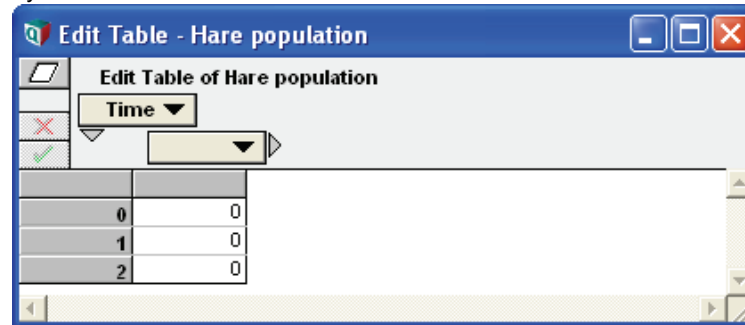 Edit Table - Hare population
Edit Table of Hare population
Time
0 0
1 0
2 0